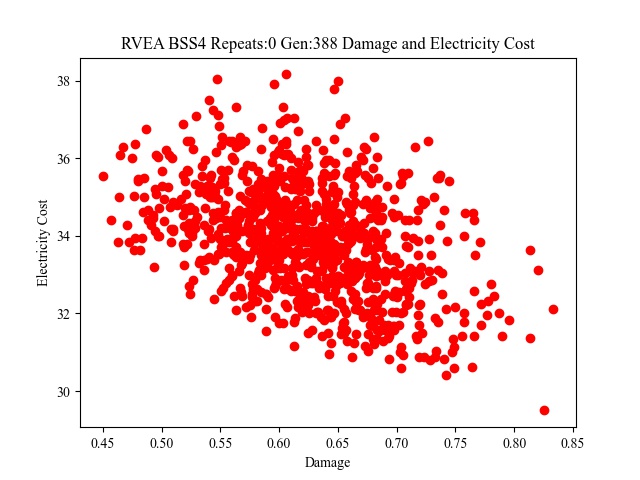 RVEA BSS4 Repeats:0 Gen:388 Damage and Electricity Cost
38
36
34
32
30
Electricity Cost
0.45 0.50 0.55 0.60 0.65 0.70 0.75 0.80 0.85
Damage